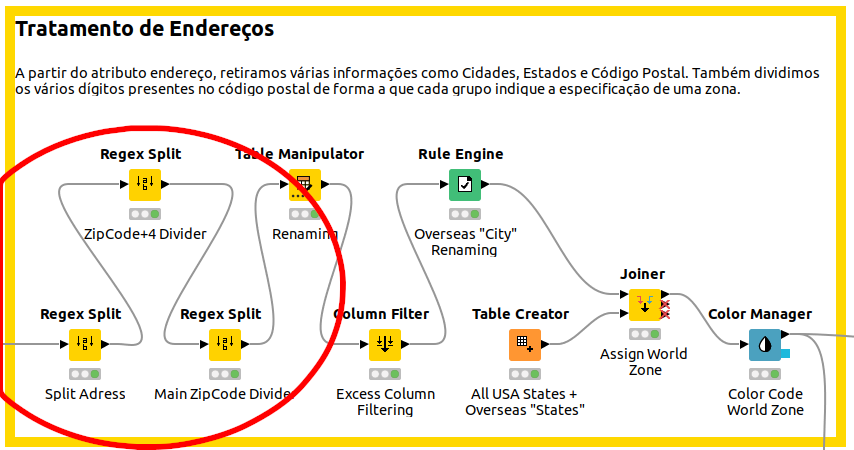 Tratamento de Endereços
A partir do atributo endereço, retiramos várias informações como Cidades, Estados e Código Postal. Também dividimos
os vários dígitos presentes no código postal de forma a que cada grupo indique a especificação de uma zona.
Regex Split
ZipCode+4 Divider
Table Manipulator
Renaming
Rule Engine
Overseas "City"
Renaming
Regex Split
Split Adress
Regex Split
Main ZipCode Divider
Column Filter
Excess Column
Filtering
Table Creator
All USA States +
Overseas "States"
Joiner
Assign World
Zone
Color Manager
Color Code
World Zone